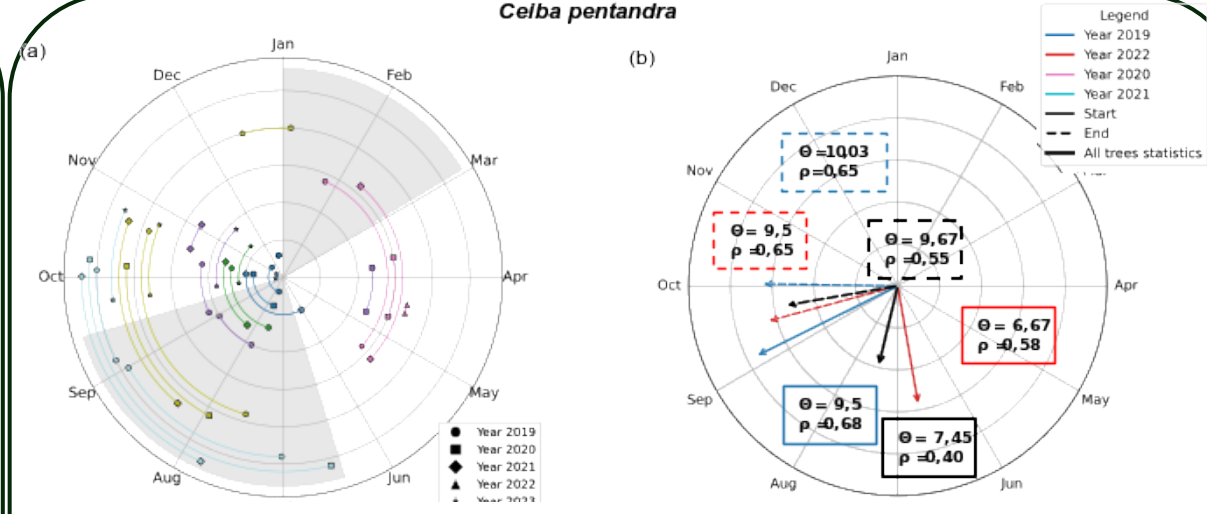 Ceiba pentandra
(a)
Jan
Feb
Mar
Apr
May
Jun
Aug
Sep
Oct
Nov
Dec
Year 2019
Year 2020
Year 2021
Year 2022
Year 2023
(b)
Jan
Feb
Apr
May
Jun
Aug
Sep
Oct
Nov
Dec
Legend
Year 2019
Year 2022
Year 2020
Year 2021
Start
End
All trees statistics
Θ =10,03
ρ =0,65
Θ = 9,5
ρ =0,65
Θ = 9,67
ρ =0,55
Θ = 6,67
ρ =0,58
Θ = 9,5
ρ =0,68
Θ = 7,45
ρ =0,40